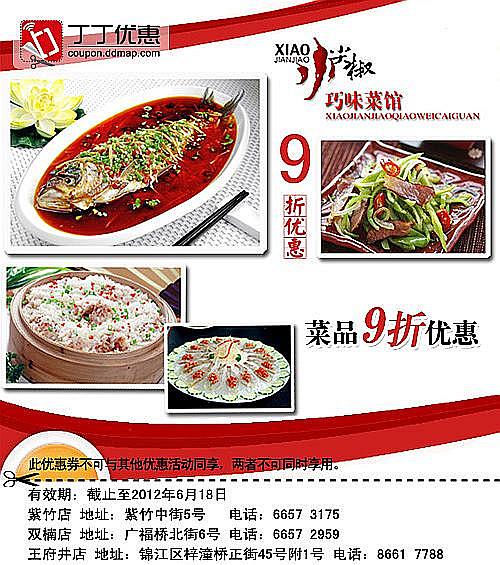 丁丁优惠
coupon.ddmap.com
XIAO
JIANJIAO
小尖椒
巧味菜馆
XIAOJIANJIAOQIAOWEICAIGUAN
9
折优惠
菜品9折优惠
此优惠券不可与其他优惠活动同享，两者不可同时享用。
有效期：截止至2012年6月18日
紫竹店 地址：紫竹中街5号 电话：6657 3175
双楠店 地址：广福桥北街6号 电话：6657 2959
王府井店 地址：锦江区梓潼桥正街45号附1号 电话：8661 7788